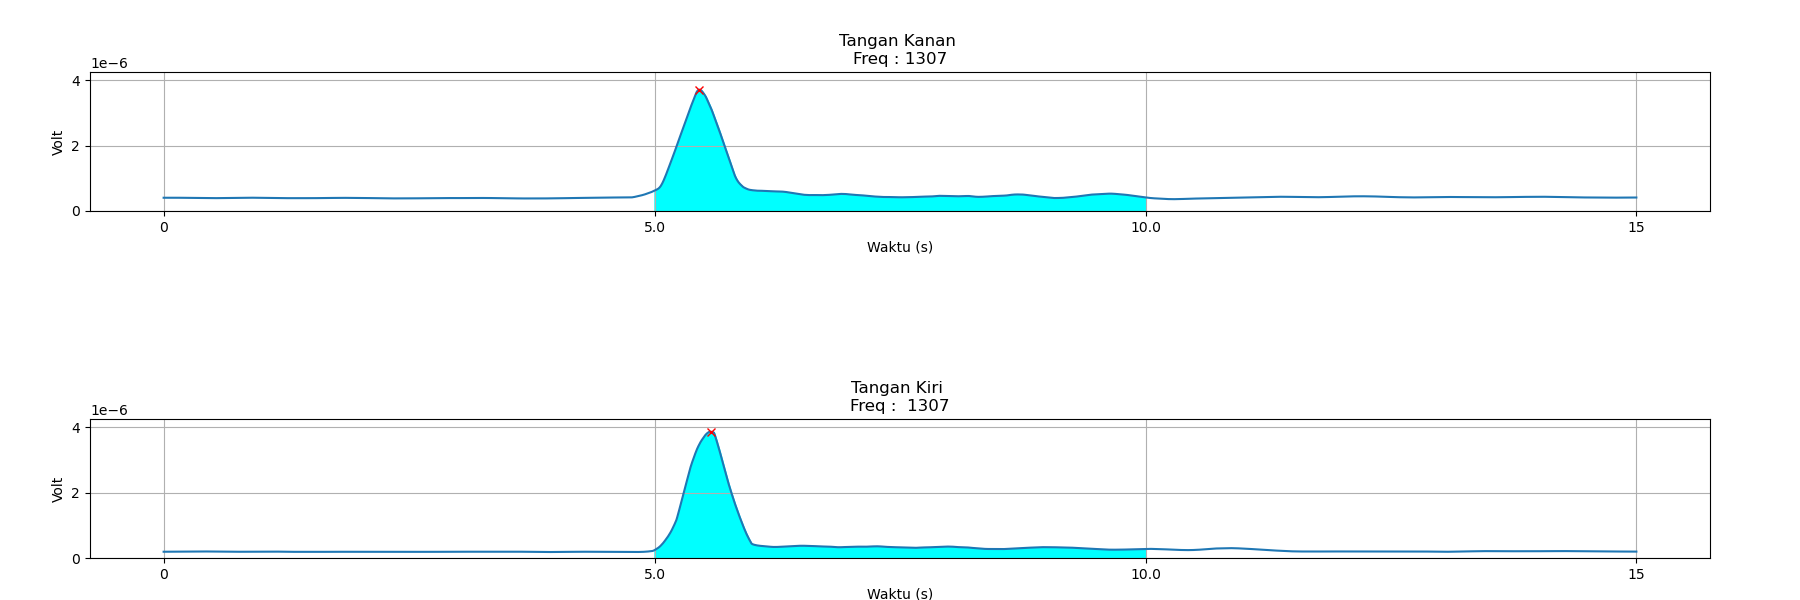 Tangan Kanan
Freq : 1307
1e−6
4
2
0
Volt
0 5.0 10.0 15
Waktu (s)
Tangan Kiri
Freq :  1307
1e−6
4
2
0
Volt
0 5.0 10.0 15
Waktu (s)